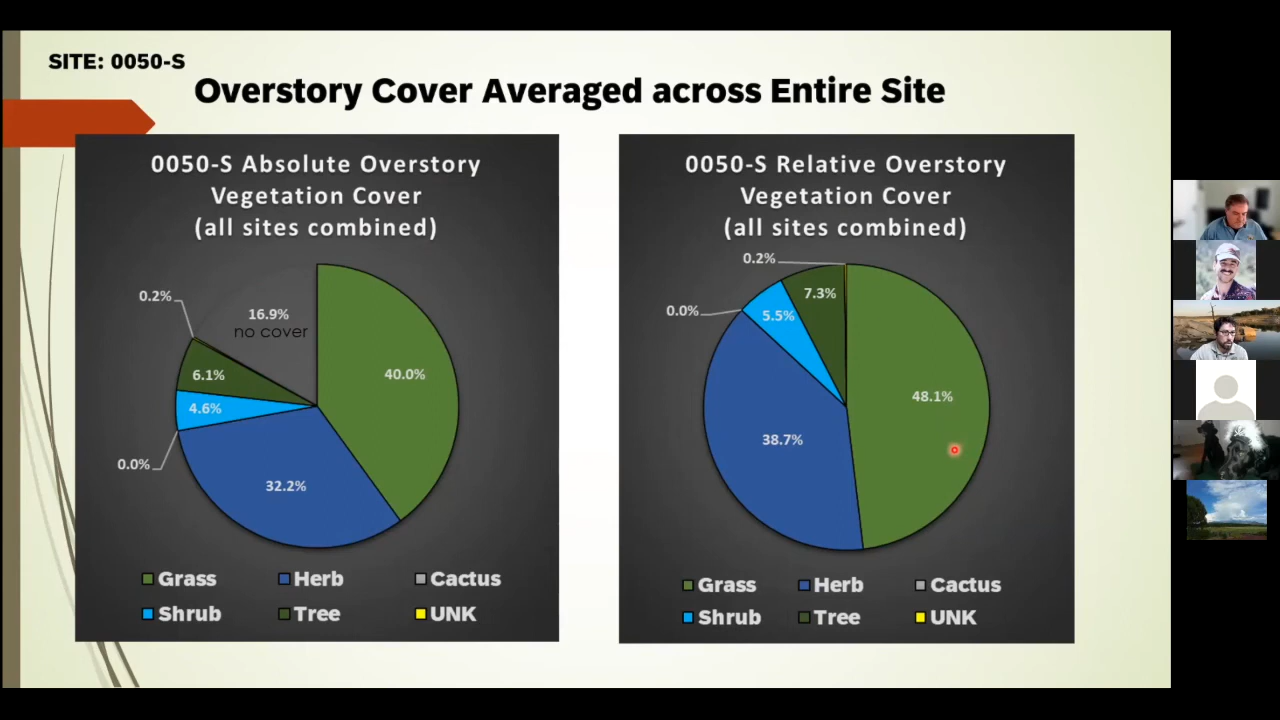 SITE: 0050-S
Overstory Cover Averaged across Entire Site
0050-S Absolute Overstory
Vegetation Cover
(all sites combined)
0.2%
16.9%
no cover
6.1%
40.0%
4.6%
0.0%
32.2%
Grass
Herb
Cactus
Shrub
Tree
UNK
0050-S Relative Overstory
Vegetation Cover
(all sites combined)
0.2%
7.3%
0.0%
5.5%
48.1%
38.7%
Grass
Herb
Cactus
Shrub
Tree
UNK